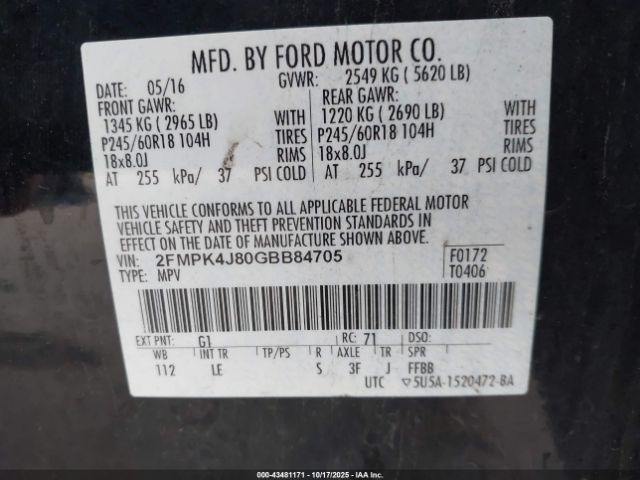 MFD. BY FORD MOTOR CO.
DATE: 05/16 GVWR: 2549 KG ( 5620 LB)
FRONT GAWR: REAR GAWR:
1345 KG ( 2965 LB) WITH 1220 KG ( 2690 LB) WITH
P245/60R18 104H TIRES P245/60R18 104H TIRES
18x8.0J RIMS 18x8.0J RIMS
AT 255 kPa/ 37 PSI COLD AT 255 kPa/ 37 PSI COLD
THIS VEHICLE CONFORMS TO ALL APPLICABLE FEDERAL MOTOR
VEHICLE SAFETY AND THEFT PREVENTION STANDARDS IN
EFFECT ON THE DATE OF MANUFACTURE SHOWN ABOVE.
VIN: 2FMPK4J80GBB84705 F0172
TYPE: MPV T0406
EXT PNT: G1 RC: 71 DSO:
WB INT TR TP/PS R AXLE TR SPR
112 LE S 3F J FFBB
UTC ▽5U5A-1520472-BA
000-43481171 - 10/17/2025 - IAA, Inc.